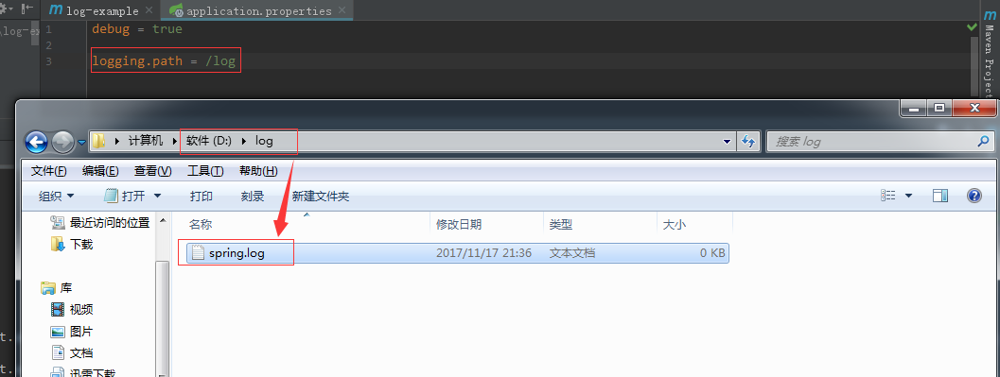 log-example
application.properties
\log-ex
1 debug = true
2
3 logging.path = /log
Maven Project
计算机 软件 (D:) log
搜索 log
文件(F) 编辑(E) 查看(V) 工具(T) 帮助(H)
组织 打开 打印 刻录 新建文件夹
最近访问的位置
下载
库
视频
图片
文档
迅雷下载
名称 修改日期 类型 大小
spring.log 2017/11/17 21:36 文本文档 0 KB
t.
t.